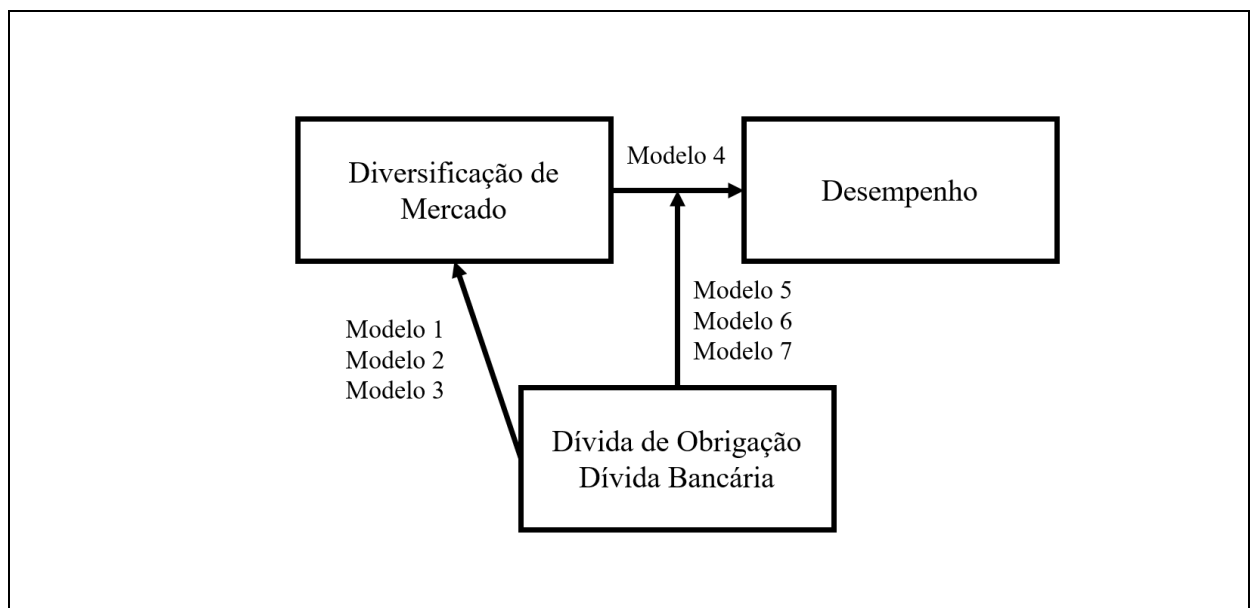 Diversificação de
Mercado
Modelo 4
Desempenho
Modelo 1
Modelo 2
Modelo 3
Modelo 5
Modelo 6
Modelo 7
Dívida de Obrigação
Dívida Bancária